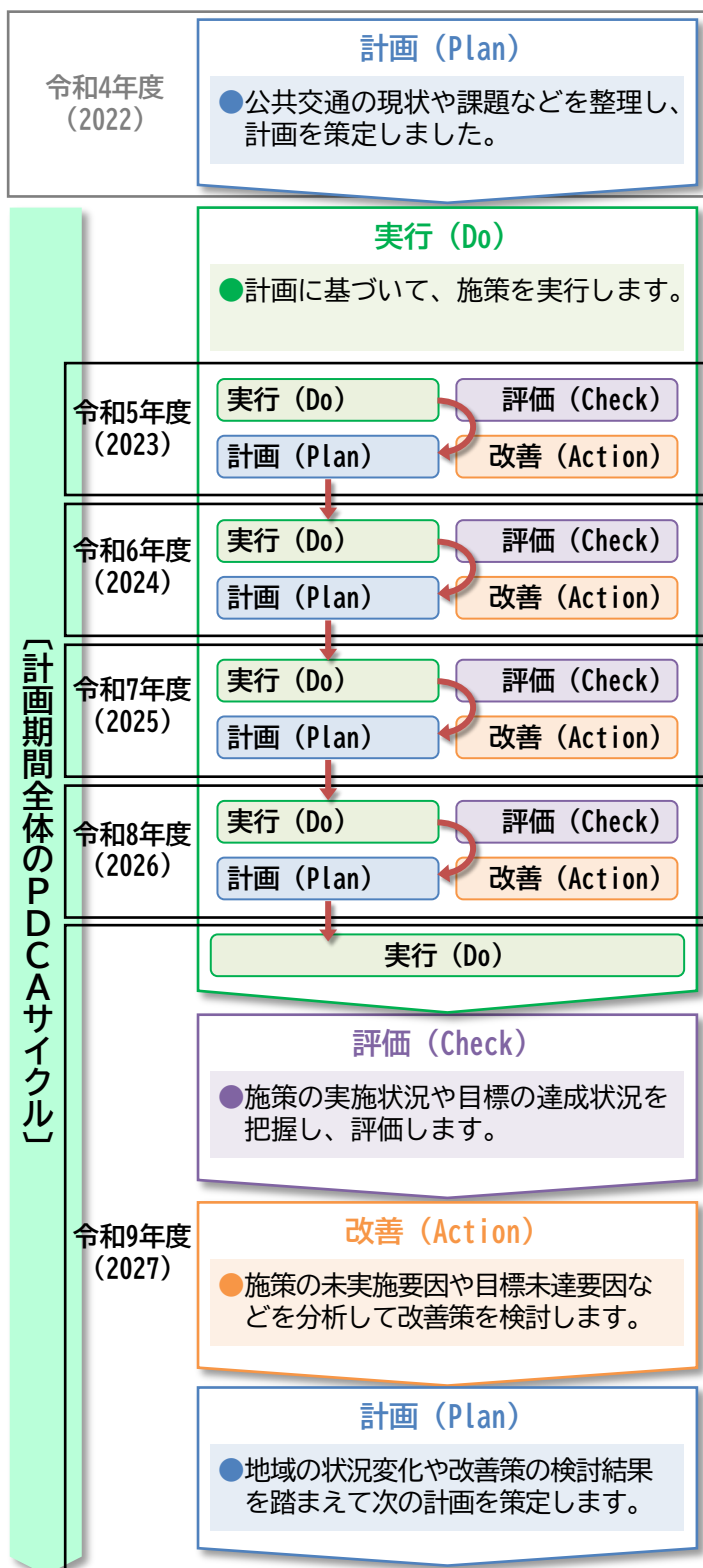 令和4年度
(2022)
計画(Plan)
●公共交通の現状や課題などを整理し、
計画を策定しました。
〔計画期間全体のPDCAサイクル〕
実行(Do)
●計画に基づいて、施策を実行します。
令和5年度
(2023)
実行(Do)
評価(Check)
計画(Plan)
改善(Action)
令和6年度
(2024)
実行(Do)
評価(Check)
計画(Plan)
改善(Action)
令和7年度
(2025)
実行(Do)
評価(Check)
計画(Plan)
改善(Action)
令和8年度
(2026)
実行(Do)
評価(Check)
計画(Plan)
改善(Action)
令和9年度
(2027)
実行(Do)
評価(Check)
●施策の実施状況や目標の達成状況を
把握し、評価します。
改善(Action)
●施策の未実施要因や目標未達要因な
どを分析して改善策を検討します。
計画(Plan)
●地域の状況変化や改善策の検討結果
を踏まえて次の計画を策定します。